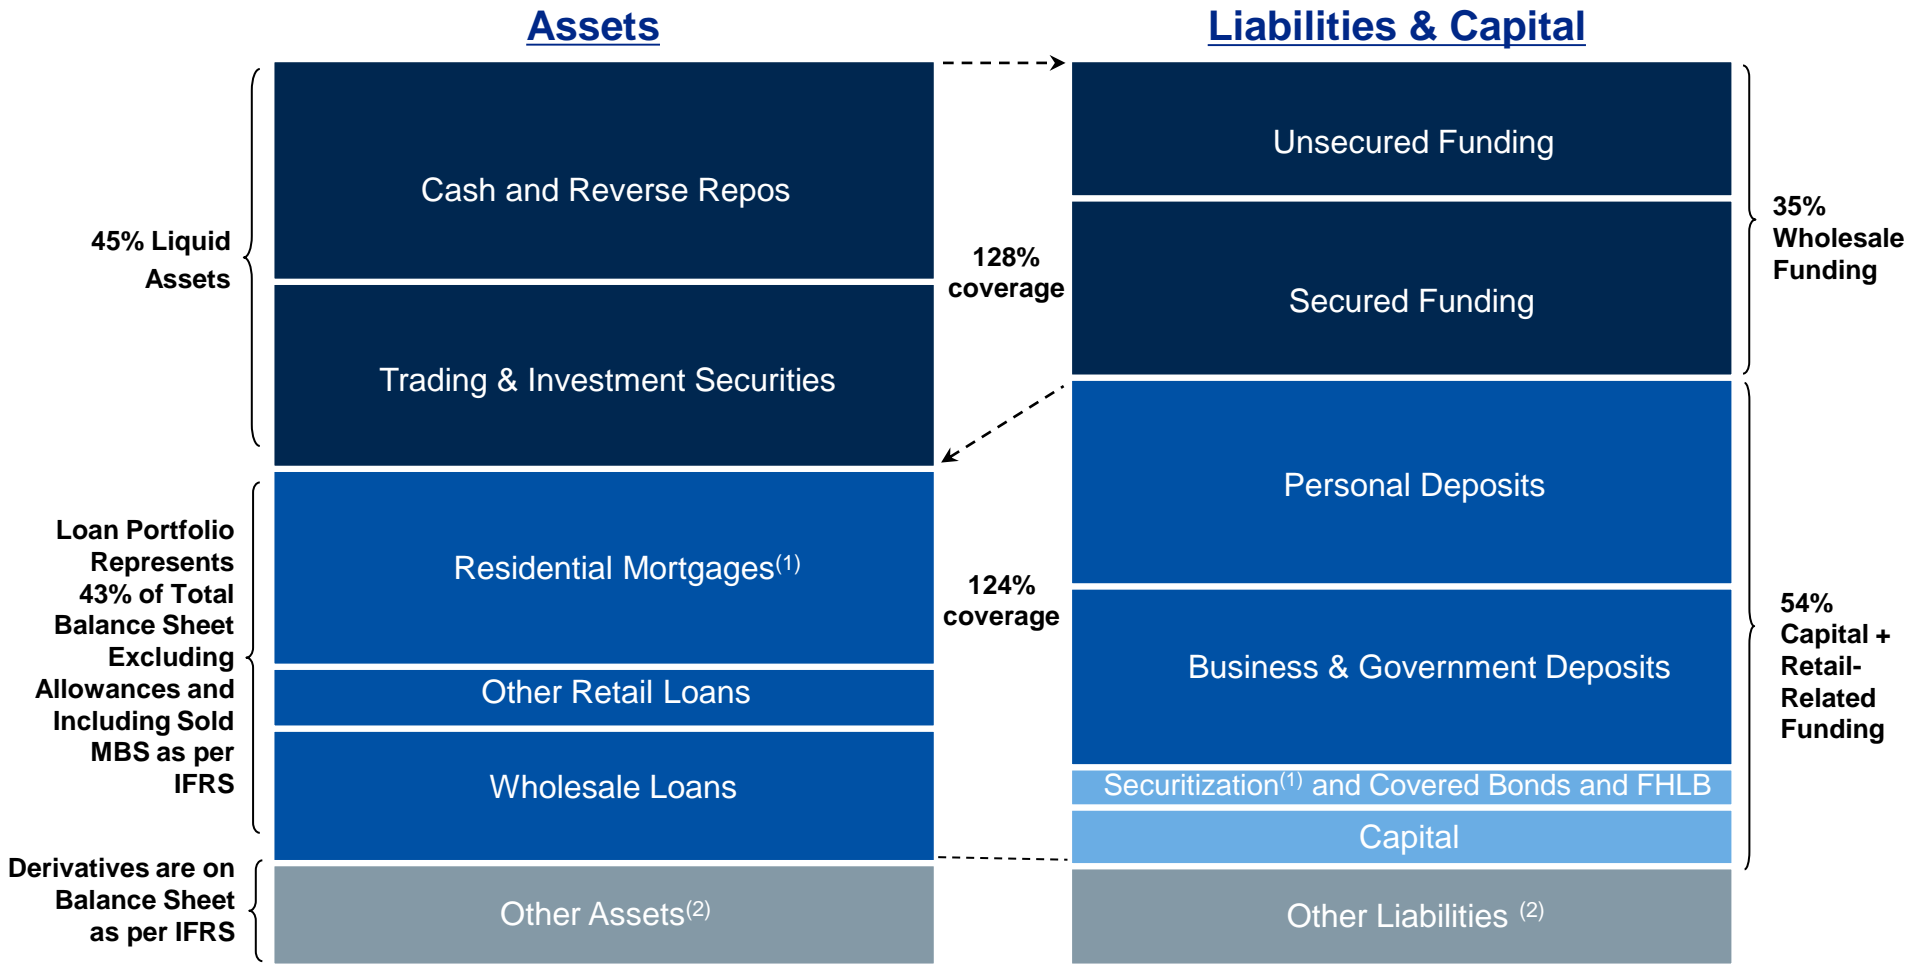 Assets
Liabilities & Capital
45% Liquid
Assets
Cash and Reverse Repos
Trading & Investment Securities
128%
coverage
Unsecured Funding
Secured Funding
35%
Wholesale
Funding
Loan Portfolio
Represents
43% of Total
Balance Sheet
Excluding
Allowances and
Including Sold
MBS as per
IFRS
Residential Mortgages(1)
Other Retail Loans
Wholesale Loans
124%
coverage
Personal Deposits
Business & Government Deposits
Securitization(1) and Covered Bonds and FHLB
Capital
54%
Capital +
Retail-
Related
Funding
Derivatives are on
Balance Sheet
as per IFRS
Other Assets(2)
Other Liabilities (2)